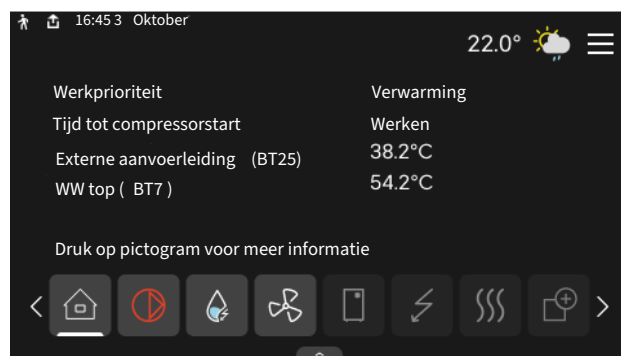 16:45 3 Oktober
22.0°
Werkprioriteit Verwarming
Tijd tot compressorstart Werken
Externe aanvoerleiding (BT25) 38.2°C
WW top ( BT7 ) 54.2°C
Druk op pictogram voor meer informatie